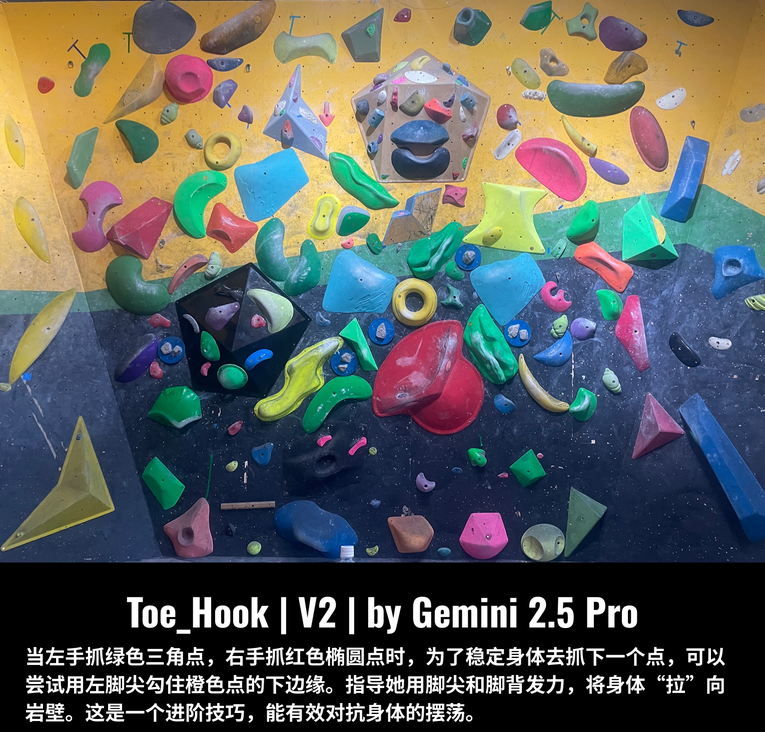 Toe_Hook | V2 | by Gemini 2.5 Pro
当左手抓绿色三角点，右手抓红色椭圆点时，为了稳定身体去抓下一个点，可以
尝试用左脚尖勾住橙色点的下边缘。指导她用脚尖和脚背发力，将身体“拉”向
岩壁。这是一个进阶技巧，能有效对抗身体的摆荡。